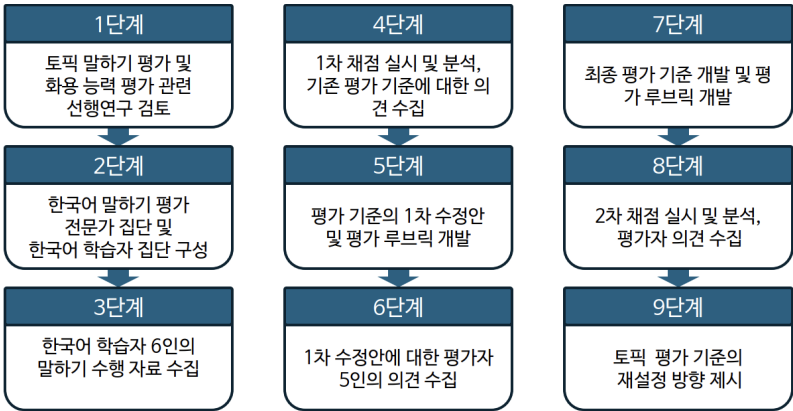 1단계
토픽 말하기 평가 및
화용 능력 평가 관련
선행연구 검토
2단계
한국어 말하기 평가
전문가 집단 및
한국어 학습자 집단 구성
3단계
한국어 학습자 6인의
말하기 수행 자료 수집
4단계
1차 채점 실시 및 분석,
기존 평가 기준에 대한 의
견 수집
5단계
평가 기준의 1차 수정안
및 평가 루브릭 개발
6단계
1차 수정안에 대한 평가자
5인의 의견 수집
7단계
최종 평가 기준 개발 및 평
가 루브릭 개발
8단계
2차 채점 실시 및 분석,
평가자 의견 수집
9단계
토픽 평가 기준의
재설정 방향 제시